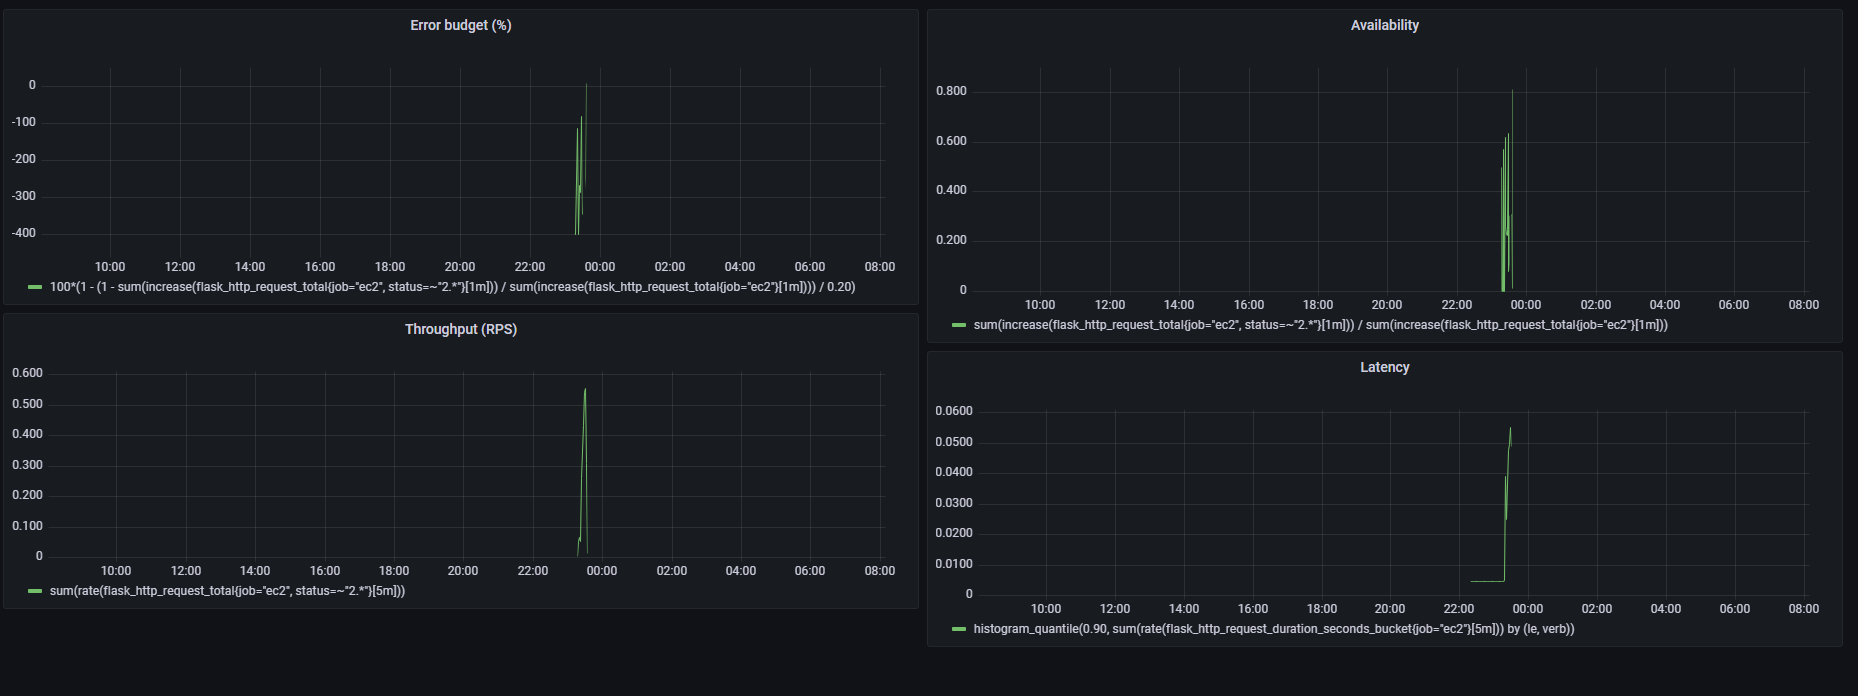 Error budget (%)
0
-100
-200
-300
-400
10:00 12:00 14:00 16:00 18:00 20:00 22:00 00:00 02:00 04:00 06:00 08:00
100*(1 - (1 - sum(increase(flask_http_request_total{job="ec2", status=~"2.*"}[1m])) / sum(increase(flask_http_request_total{job="ec2"}[1m]))) / 0.20)
Availability
0.800
0.600
0.400
0.200
0
10:00 12:00 14:00 16:00 18:00 20:00 22:00 00:00 02:00 04:00 06:00 08:00
sum(increase(flask_http_request_total{job="ec2", status=~"2.*"}[1m])) / sum(increase(flask_http_request_total{job="ec2"}[1m]))
Throughput (RPS)
0.600
0.500
0.400
0.300
0.200
0.100
0
10:00 12:00 14:00 16:00 18:00 20:00 22:00 00:00 02:00 04:00 06:00 08:00
sum(rate(flask_http_request_total{job="ec2", status=~"2.*"}[5m]))
Latency
0.0600
0.0500
0.0400
0.0300
0.0200
0.0100
0
10:00 12:00 14:00 16:00 18:00 20:00 22:00 00:00 02:00 04:00 06:00 08:00
histogram_quantile(0.90, sum(rate(flask_http_request_duration_seconds_bucket{job="ec2"}[5m])) by (le, verb))